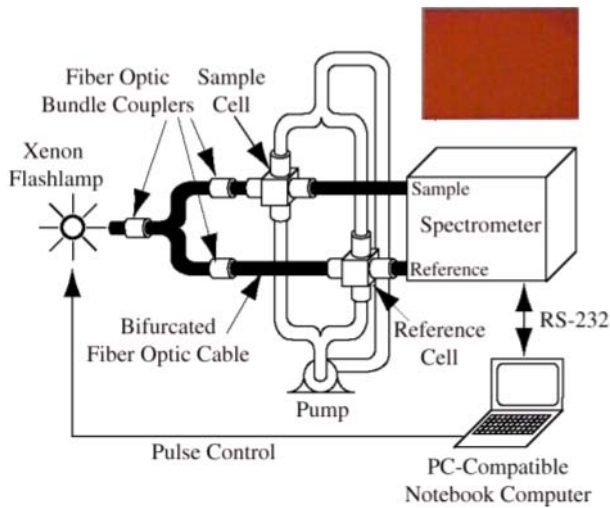 Fiber Optic
Bundle Couplers
Sample
Cell
Xenon
Flashlamp
Sample
Spectrometer
Reference
Bifurcated
Fiber Optic Cable
Reference
Cell
RS-232
Pump
Pulse Control
PC-Compatible
Notebook Computer